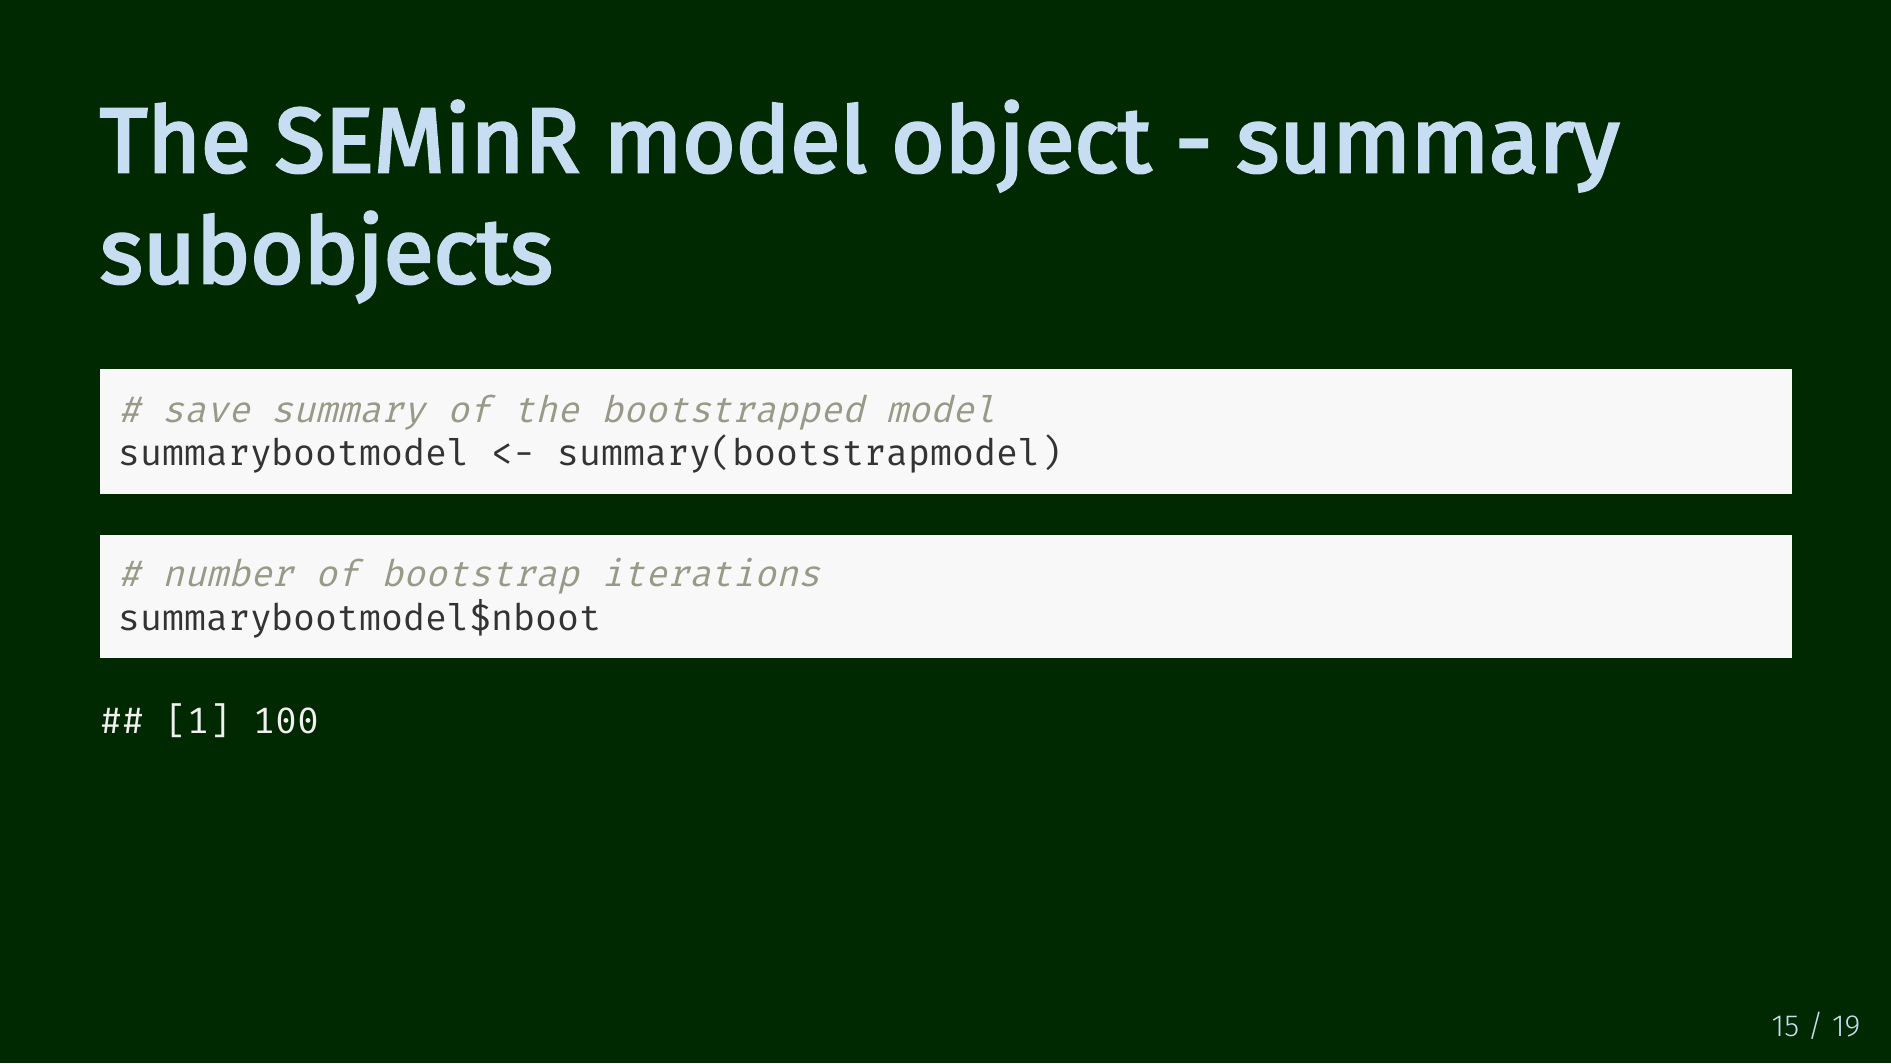 The SEMinR model object - summary
subobjects
# save summary of the bootstrapped model
summarybootmodel <- summary(bootstrapmodel)
# number of bootstrap iterations
summarybootmodel$nboot
## [1] 100
15 / 19